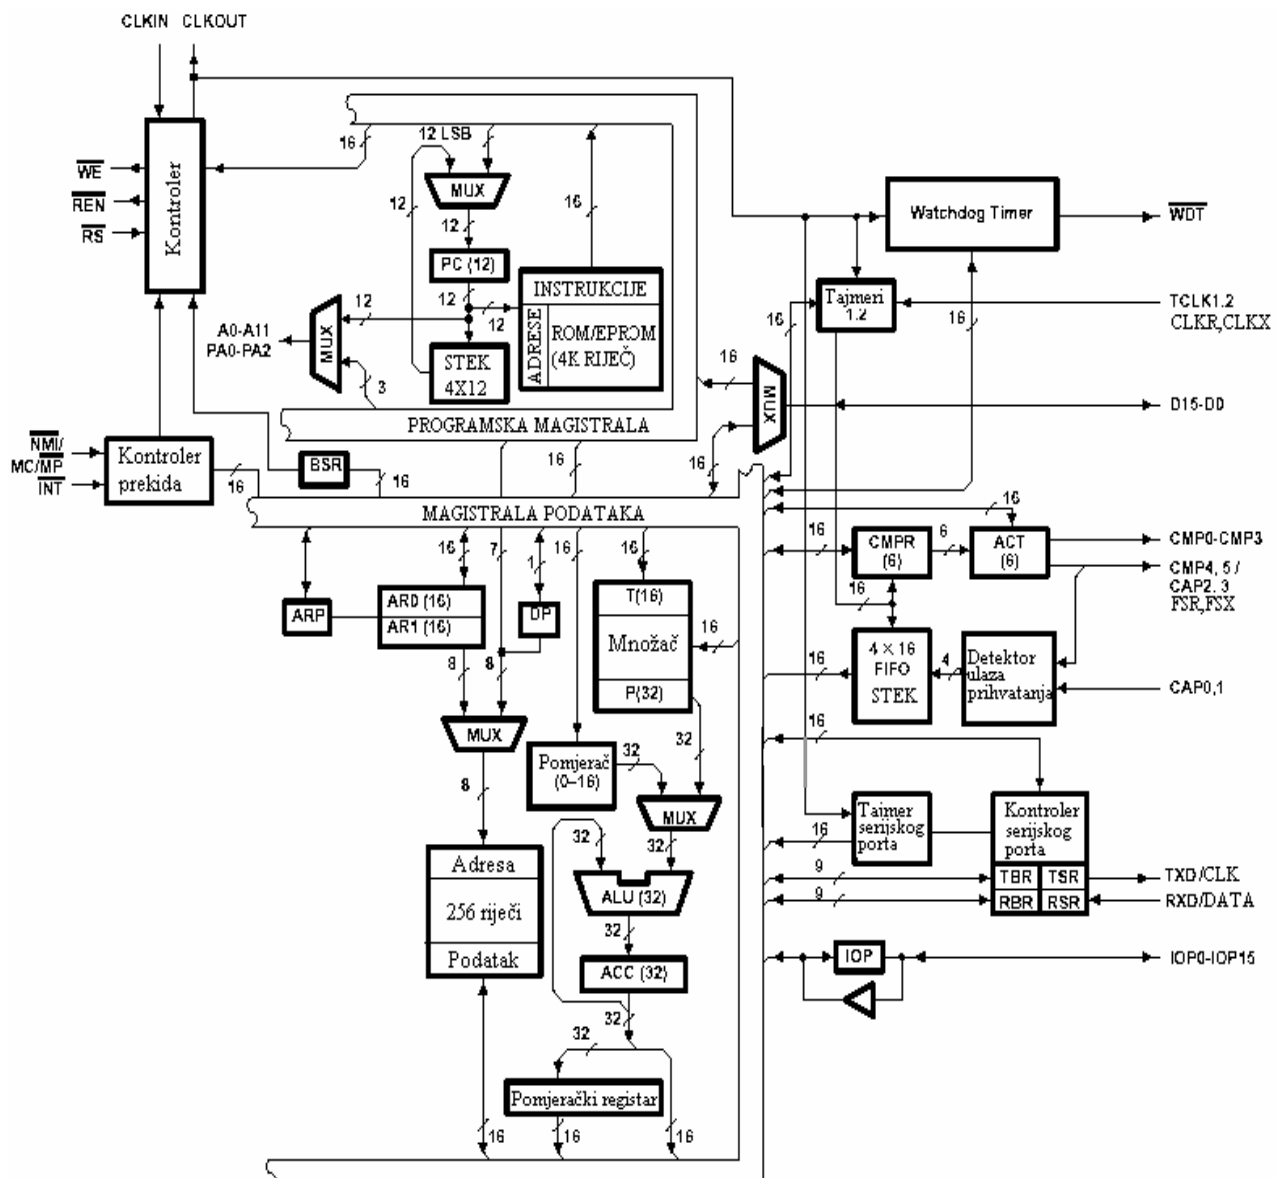 CLKIN CLKOUT
Kontroler
WE
REN
RS
16
12 LSB
MUX
12
12
PC (12)
12
12
12
16
INSTRUKCIJE
ADRESE
ROM/EPROM
(4K RIJEČ)
STEK
4X12
MUX
A0-A11
PA0-PA2
3
PROGRAMSKA MAGISTRALA
Watchdog Timer
WDT
Tajmeri
1.2
TCLK1.2
CLKR,CLKX
16
16
16
MUX
D15-D0
16
NMI/
MC/MP
INT
Kontroler
prekida
16
BSR
16
16
MAGISTRALA PODATAKA
16
7
1
16
16
ARP
AR0 (16)
AR1 (16)
DP
T(16)
Množač
P(32)
16
8
8
MUX
8
Pomjerač
(0–16)
32
32
MUX
32
32
ALU (32)
32
ACC (32)
32
32
Pomjerački registar
16
16
16
Adresa
256 riječi
Podatak
16
16
CMPR
(6)
6
ACT
(6)
CMP0-CMP3
CMP4, 5 /
CAP2. 3
FSR,FSX
16
16
4 × 16
FIFO
STEK
4
Detektor
ulaza
prihvatanja
CAP0,1
16
Tajmer
serijskog
porta
16
Kontroler
serijskog
porta
TBR TSR
RBR RSR
9
9
TXD/CLK
RXD/DATA
IOP
IOP0-IOP15